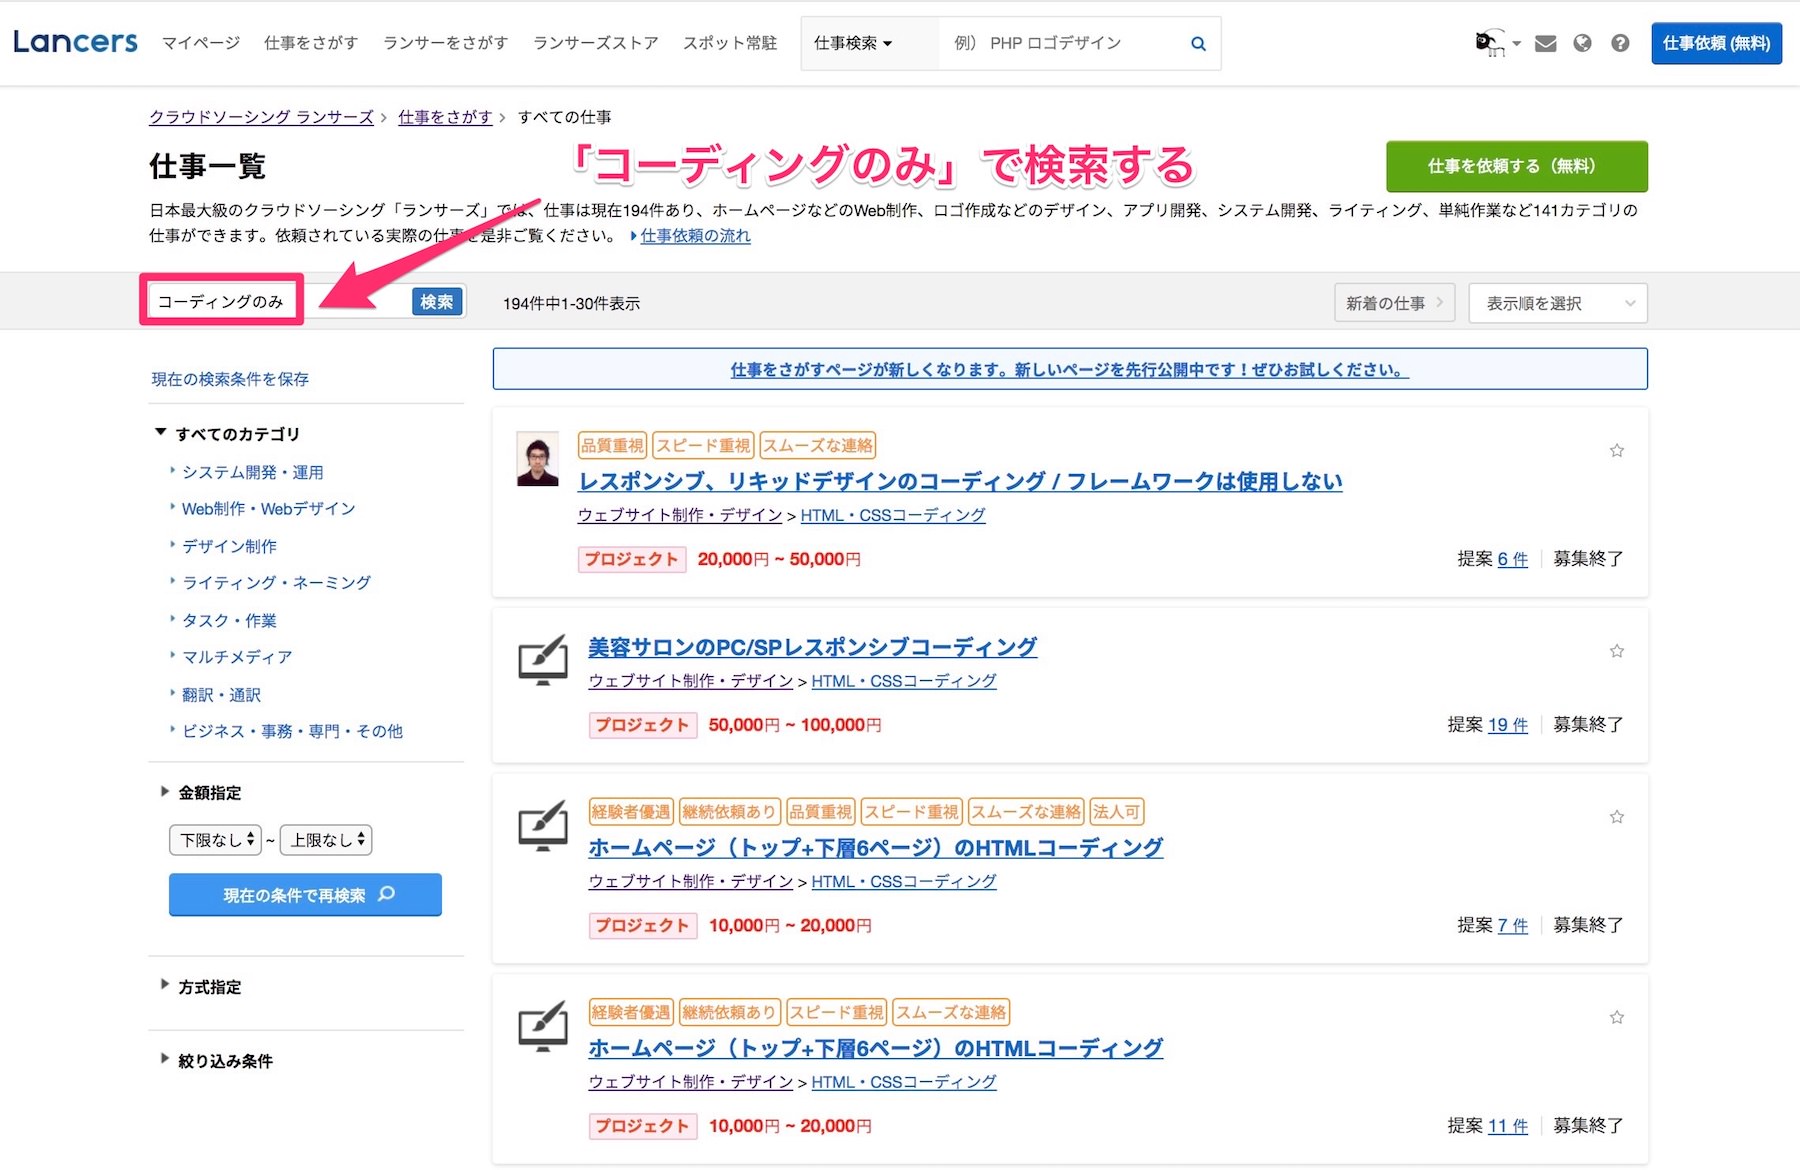 Lancers マイページ 仕事をさがす ランサーをさがす ランサーズストア スポット常駐 仕事検索 例） PHP ロゴデザイン 仕事依頼 (無料)
クラウドソーシング ランサーズ > 仕事をさがす > すべての仕事
仕事一覧
「コーディングのみ」で検索する
仕事を依頼する（無料）
日本最大級のクラウドソーシング「ランサーズ」では、仕事は現在194件あり、ホームページなどのWeb制作、ロゴ作成などのデザイン、アプリ開発、システム開発、ライティング、単純作業など141カテゴリの
仕事ができます。依頼されている実際の仕事を是非ご覧ください。 仕事依頼の流れ
コーディングのみ 検索 194件中1-30件表示 新着の仕事 表示順を選択
現在の検索条件を保存
すべてのカテゴリ
システム開発・運用
Web制作・Webデザイン
デザイン制作
ライティング・ネーミング
タスク・作業
マルチメディア
翻訳・通訳
ビジネス・事務・専門・その他
金額指定
下限なし ~ 上限なし
現在の条件で再検索
方式指定
絞り込み条件
仕事をさがすページが新しくなります。新しいページを先行公開中です！ぜひお試しください。
品質重視 スピード重視 スムーズな連絡
レスポンシブ、リキッドデザインのコーディング / フレームワークは使用しない
ウェブサイト制作・デザイン > HTML・CSSコーディング
プロジェクト 20,000円 ~ 50,000円 提案 6 件 募集終了
美容サロンのPC/SPレスポンシブコーディング
ウェブサイト制作・デザイン > HTML・CSSコーディング
プロジェクト 50,000円 ~ 100,000円 提案 19 件 募集終了
経験者優遇 継続依頼あり 品質重視 スピード重視 スムーズな連絡 法人可
ホームページ（トップ+下層6ページ）のHTMLコーディング
ウェブサイト制作・デザイン > HTML・CSSコーディング
プロジェクト 10,000円 ~ 20,000円 提案 7 件 募集終了
経験者優遇 継続依頼あり スピード重視 スムーズな連絡
ホームページ（トップ+下層6ページ）のHTMLコーディング
ウェブサイト制作・デザイン > HTML・CSSコーディング
プロジェクト 10,000円 ~ 20,000円 提案 11 件 募集終了